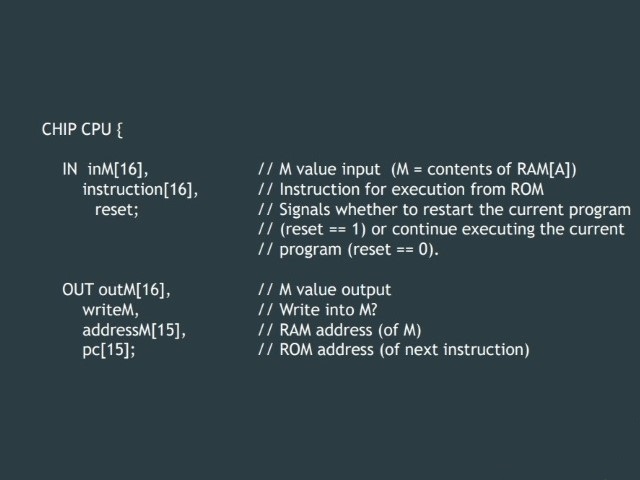 CHIP CPU {
IN inM[16], // M value input (M = contents of RAM[A])
instruction[16], // Instruction for execution from ROM
reset; // Signals whether to restart the current program
// (reset == 1) or continue executing the current
// program (reset == 0).
OUT outM[16], // M value output
writeM, // Write into M?
addressM[15], // RAM address (of M)
pc[15]; // ROM address (of next instruction)